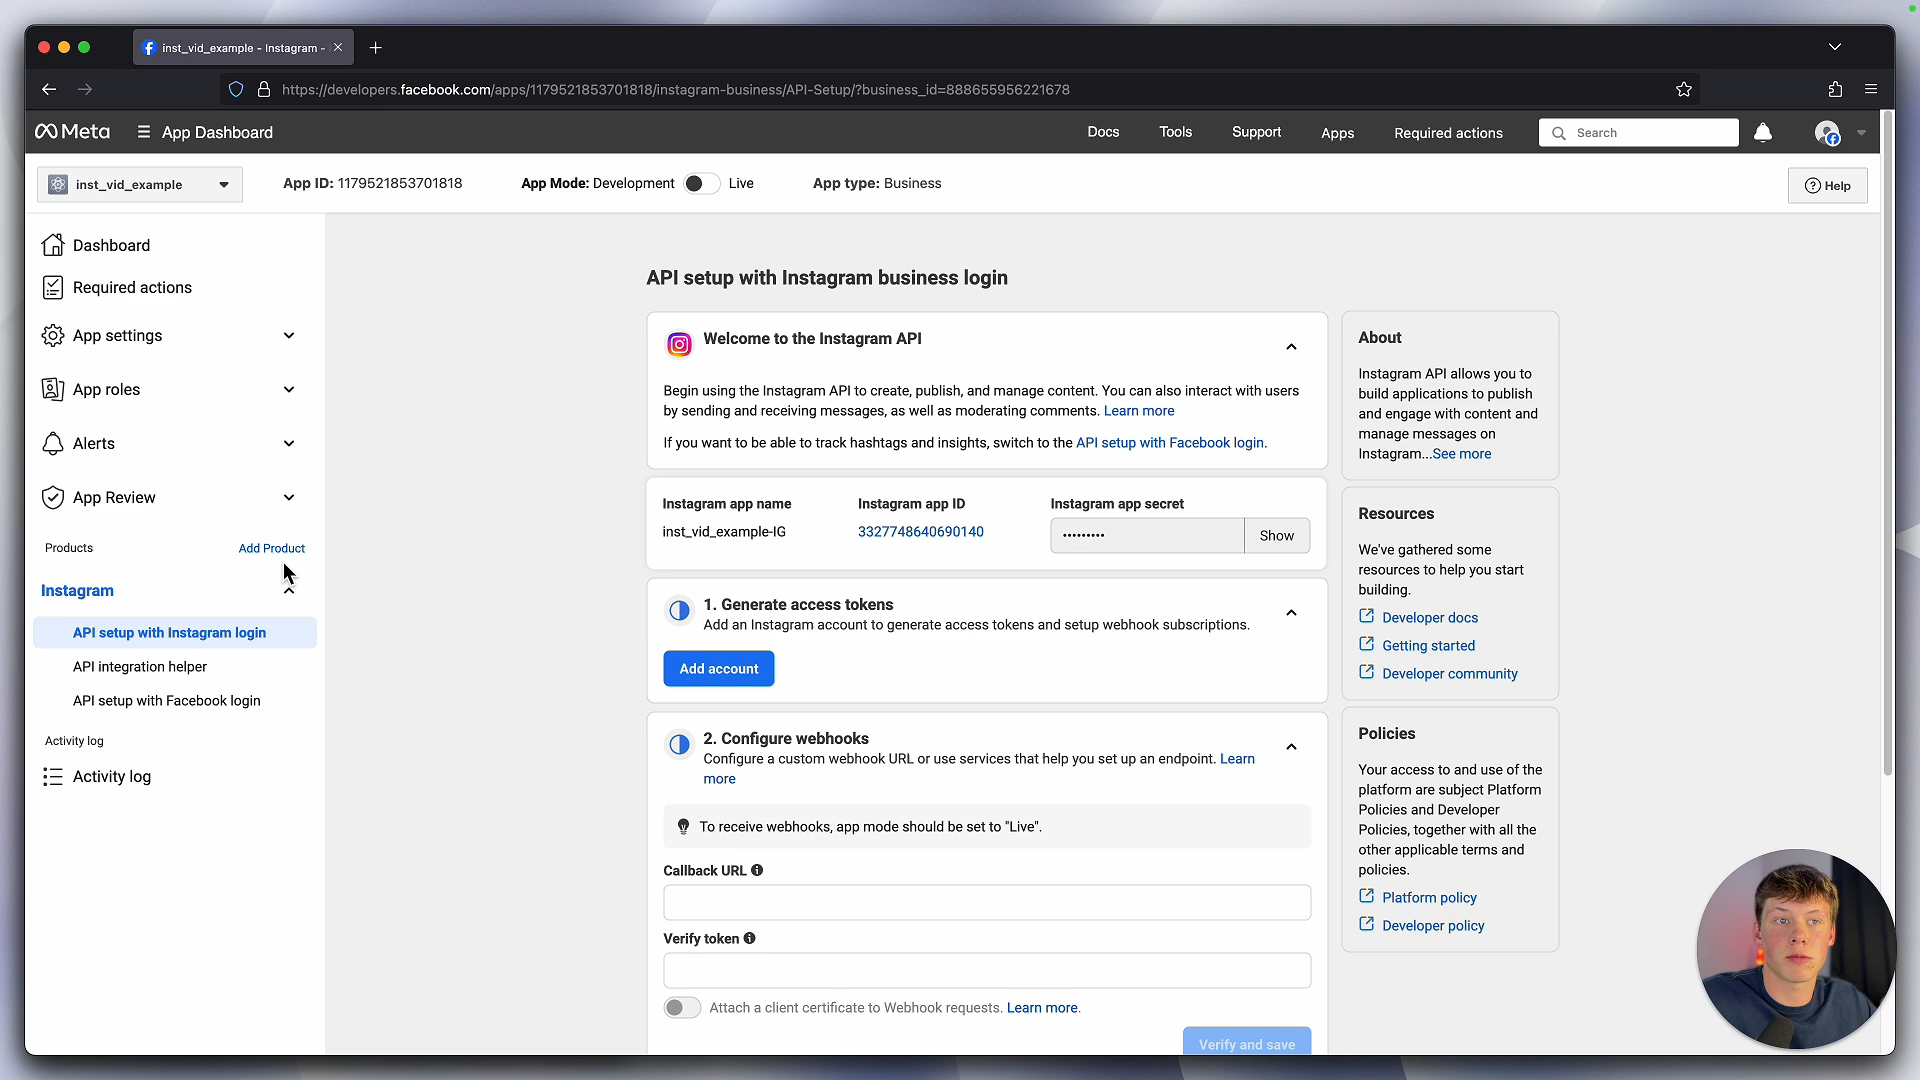 inst_vid_example - Instagram -
https://developers.facebook.com/apps/1179521853701818/instagram-business/API-Setup/?business_id=888655956221678
Meta
App Dashboard
Docs
Tools
Support
Apps
Required actions
Search
inst_vid_example
App ID: 1179521853701818
App Mode: Development
Live
App type: Business
Help
Dashboard
Required actions
App settings
App roles
Alerts
App Review
Products
Add Product
Instagram
API setup with Instagram login
API integration helper
API setup with Facebook login
Activity log
Activity log
API setup with Instagram business login
Welcome to the Instagram API
Begin using the Instagram API to create, publish, and manage content. You can also interact with users
by sending and receiving messages, as well as moderating comments. Learn more
If you want to be able to track hashtags and insights, switch to the API setup with Facebook login.
Instagram app name
inst_vid_example-IG
Instagram app ID
3327748640690140
Instagram app secret
•••••••••
Show
1. Generate access tokens
Add an Instagram account to generate access tokens and setup webhook subscriptions.
Add account
2. Configure webhooks
Configure a custom webhook URL or use services that help you set up an endpoint. Learn
more
To receive webhooks, app mode should be set to "Live".
Callback URL
Verify token
Attach a client certificate to Webhook requests. Learn more.
Verify and save
About
Instagram API allows you to
build applications to publish
and engage with content and
manage messages on
Instagram...See more
Resources
We've gathered some
resources to help you start
building.
Developer docs
Getting started
Developer community
Policies
Your access to and use of the
platform are subject Platform
Policies and Developer
Policies, together with all the
other applicable terms and
policies.
Platform policy
Developer policy